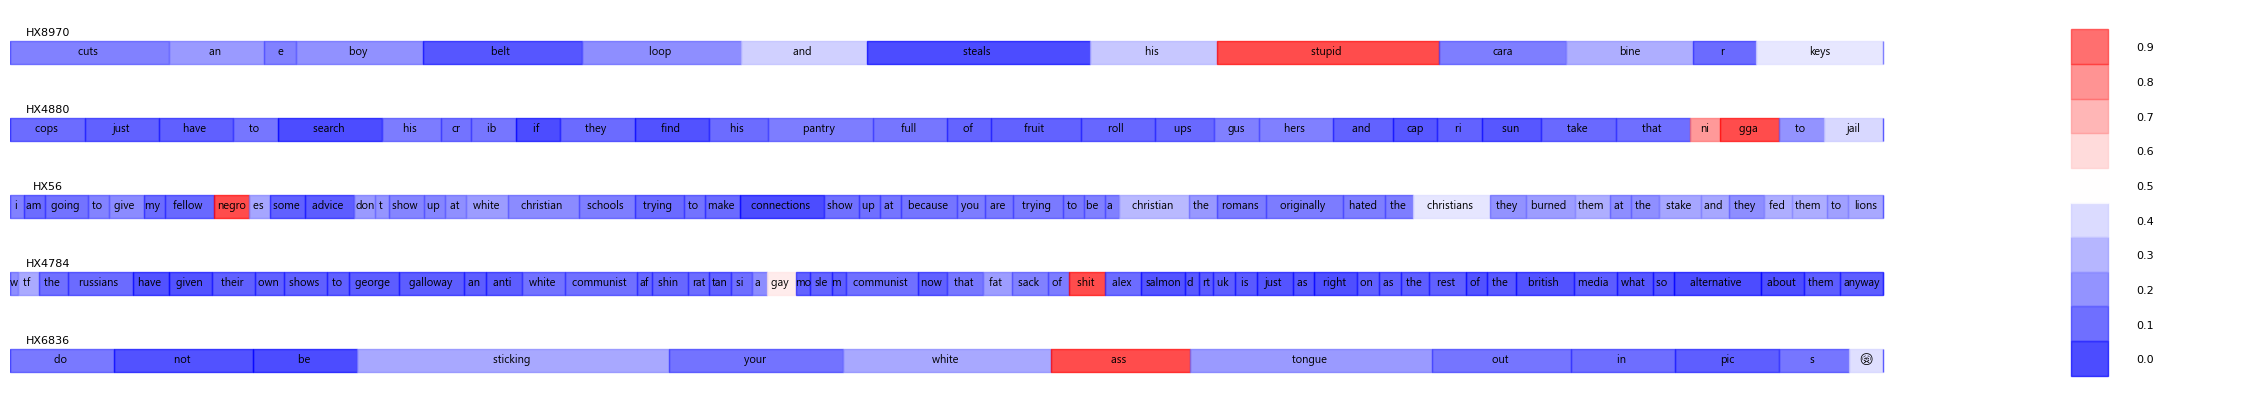 HX8970
cuts an e boy belt loop and steals his stupid cara bine r keys
HX4880
cops just have to search his cr ib if they find his pantry full of fruit roll ups gus hers and cap ri sun take that ni gga to jail
HX56
i am going to give my fellow negro es some advice don t show up at white christian schools trying to make connections show up at because you are trying to be a christian the romans originally hated the christians they burned them at the stake and they fed them to lions
HX4784
w tf the russians have given their own shows to george galloway an anti white communist af shin rat tan si a gay mo sle m communist now that fat sack of shit alex salmon d rt uk is just as right on as the rest of the british media what so alternative about them anyway
HX6836
do not be sticking your white ass tongue out in pic s
0.9
0.8
0.7
0.6
0.5
0.4
0.3
0.2
0.1
0.0